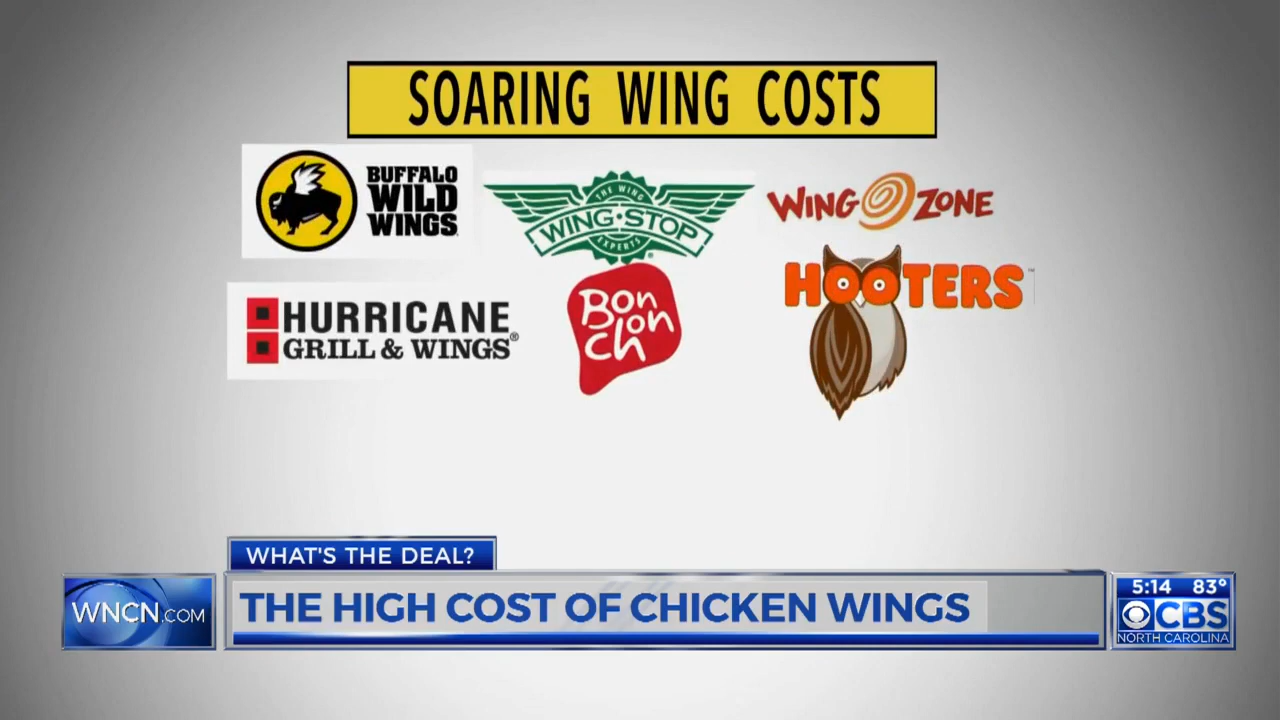 SOARING WING COSTS
BUFFALO
WILD
WINGS
THE WING
WING·STOP
EXPERTS
®
WING ZONE
HURRICANE
GRILL & WINGS®
Bon
Chon
HOOTERS™
WHAT'S THE DEAL?
THE HIGH COST OF CHICKEN WINGS
WNCN.COM
5:14 83°
CBS
NORTH CAROLINA